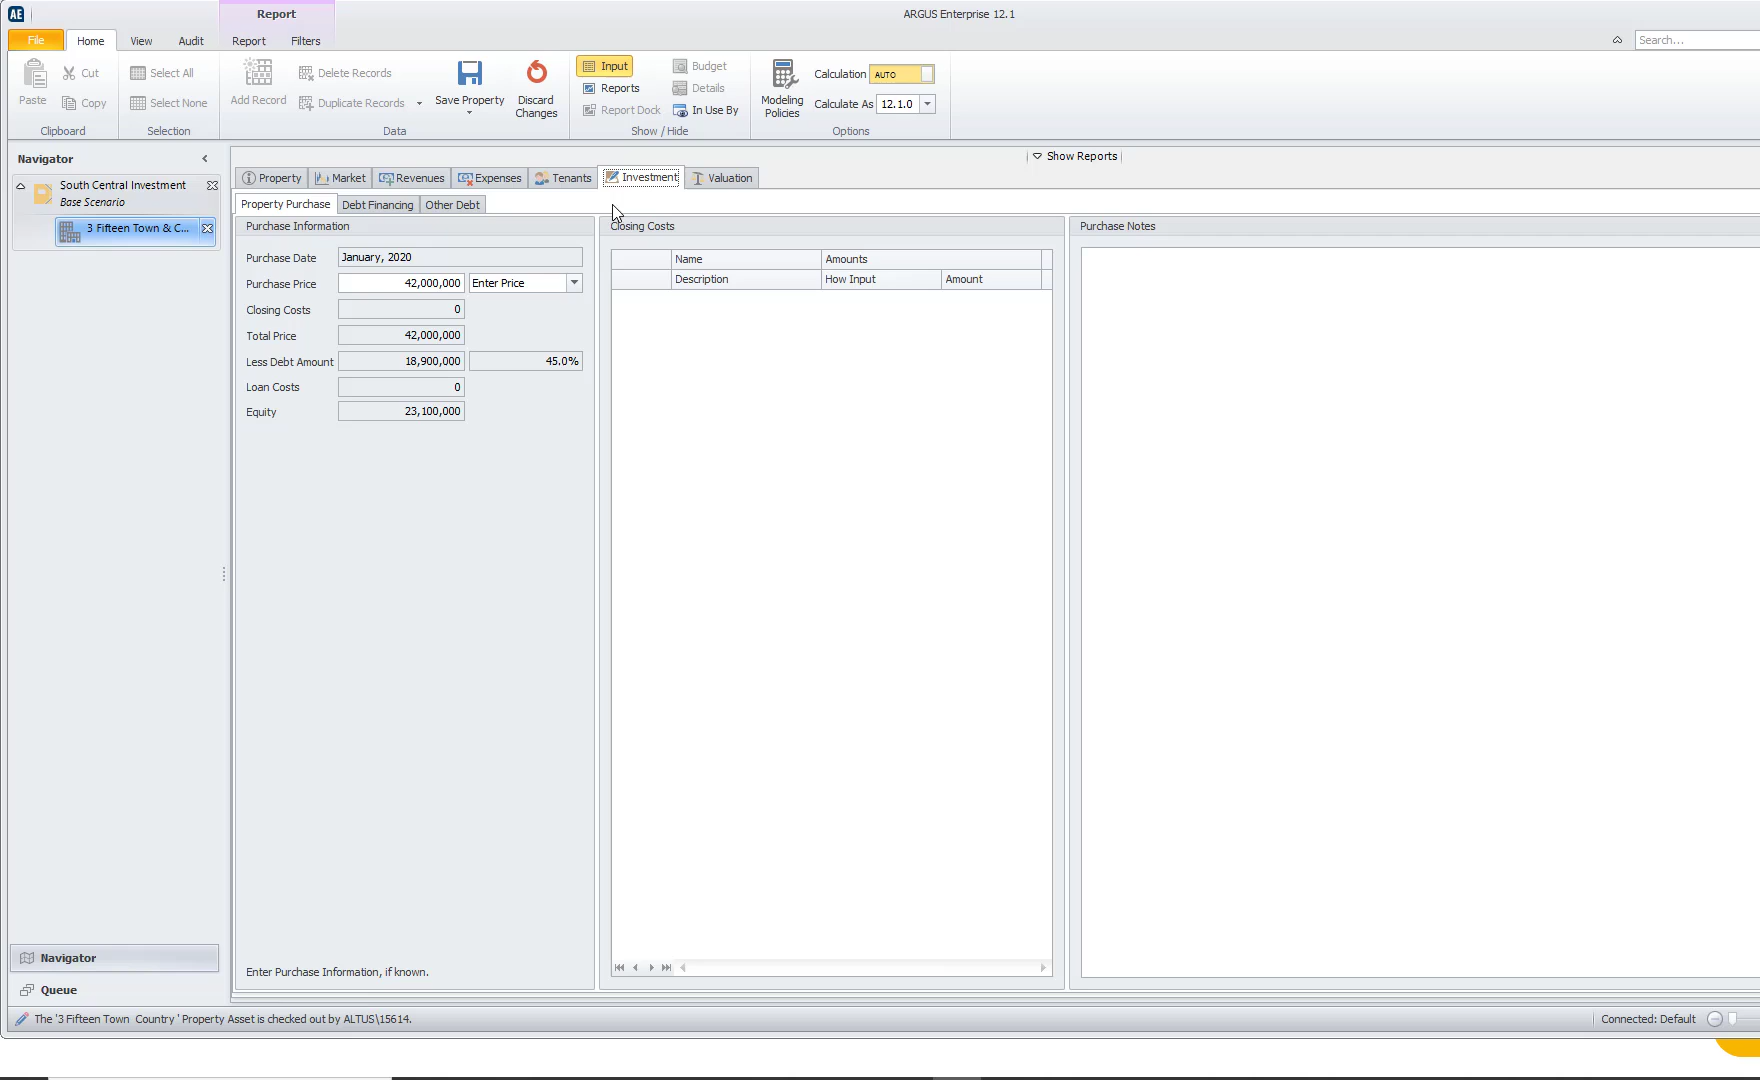 AE
Report
ARGUS Enterprise 12.1
File
Home
View
Audit
Report
Filters
Search...
Paste
Cut
Copy
Clipboard
Select All
Select None
Selection
Add Record
Delete Records
Duplicate Records
Data
Save Property
Discard
Changes
Input
Reports
Report Dock
Budget
Details
In Use By
Show / Hide
Modeling
Policies
Calculation AUTO
Calculate As 12.1.0
Options
Navigator
South Central Investment
Base Scenario
3 Fifteen Town & C...
Show Reports
Property
Market
Revenues
Expenses
Tenants
Investment
Valuation
Property Purchase
Debt Financing
Other Debt
Purchase Information
Purchase Date January, 2020
Purchase Price 42,000,000 Enter Price
Closing Costs 0
Total Price 42,000,000
Less Debt Amount 18,900,000 45.0%
Loan Costs 0
Equity 23,100,000
Enter Purchase Information, if known.
Closing Costs
Name Amounts
Description How Input Amount
Purchase Notes
Navigator
Queue
The '3 Fifteen Town  Country ' Property Asset is checked out by ALTUS\15614.
Connected: Default